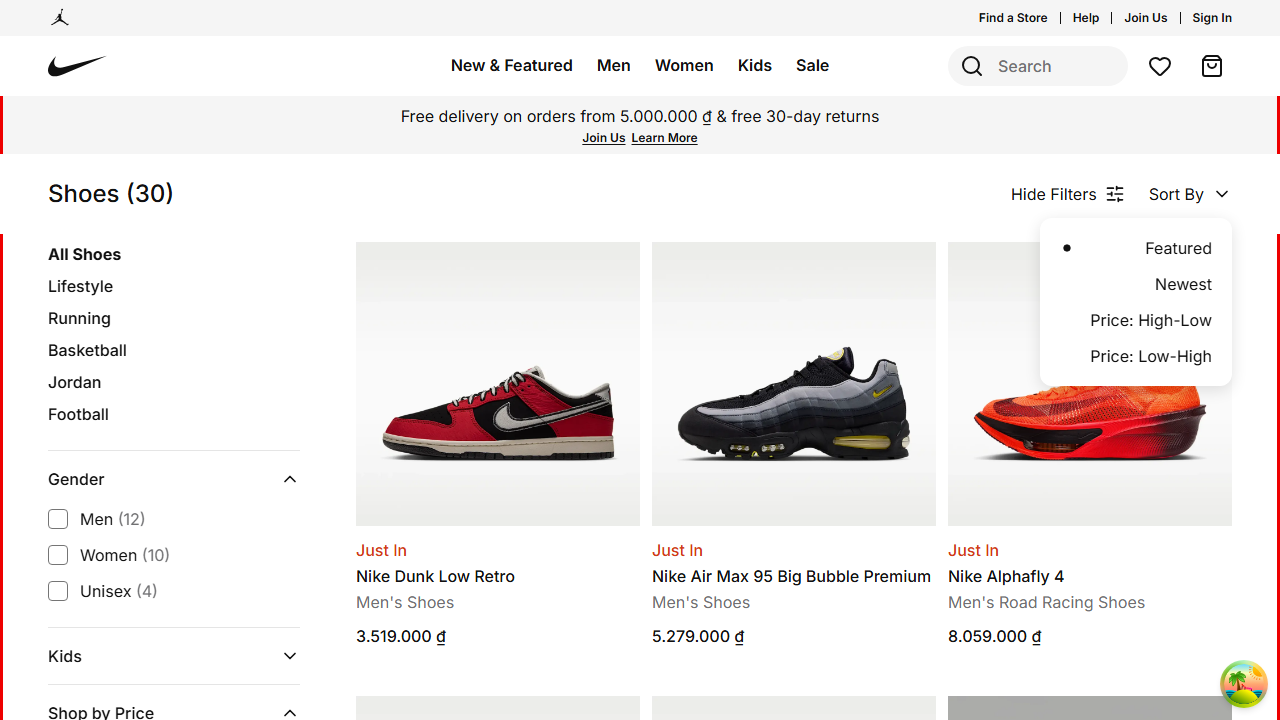 Find a Store
Help
Join Us
Sign In
New & Featured
Men
Women
Kids
Sale
Search
Free delivery on orders from 5.000.000 ₫ & free 30-day returns
Join Us Learn More
Shoes (30)
Hide Filters
Sort By
Featured
Newest
Price: High-Low
Price: Low-High
All Shoes
Lifestyle
Running
Basketball
Jordan
Football
Gender
Men (12)
Women (10)
Unisex (4)
Kids
Shop by Price
Just In
Nike Dunk Low Retro
Men's Shoes
3.519.000 ₫
Just In
Nike Air Max 95 Big Bubble Premium
Men's Shoes
5.279.000 ₫
Just In
Nike Alphafly 4
Men's Road Racing Shoes
8.059.000 ₫